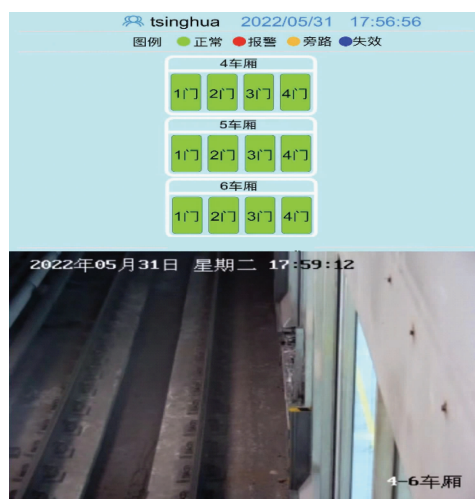 tsinghua 2022/05/31 17:56:56
图例 正常 报警 旁路 失效
4车厢
1门 2门 3门 4门
5车厢
1门 2门 3门 4门
6车厢
1门 2门 3门 4门
2022年05月31日 星期二 17:59:12
4-6车厢